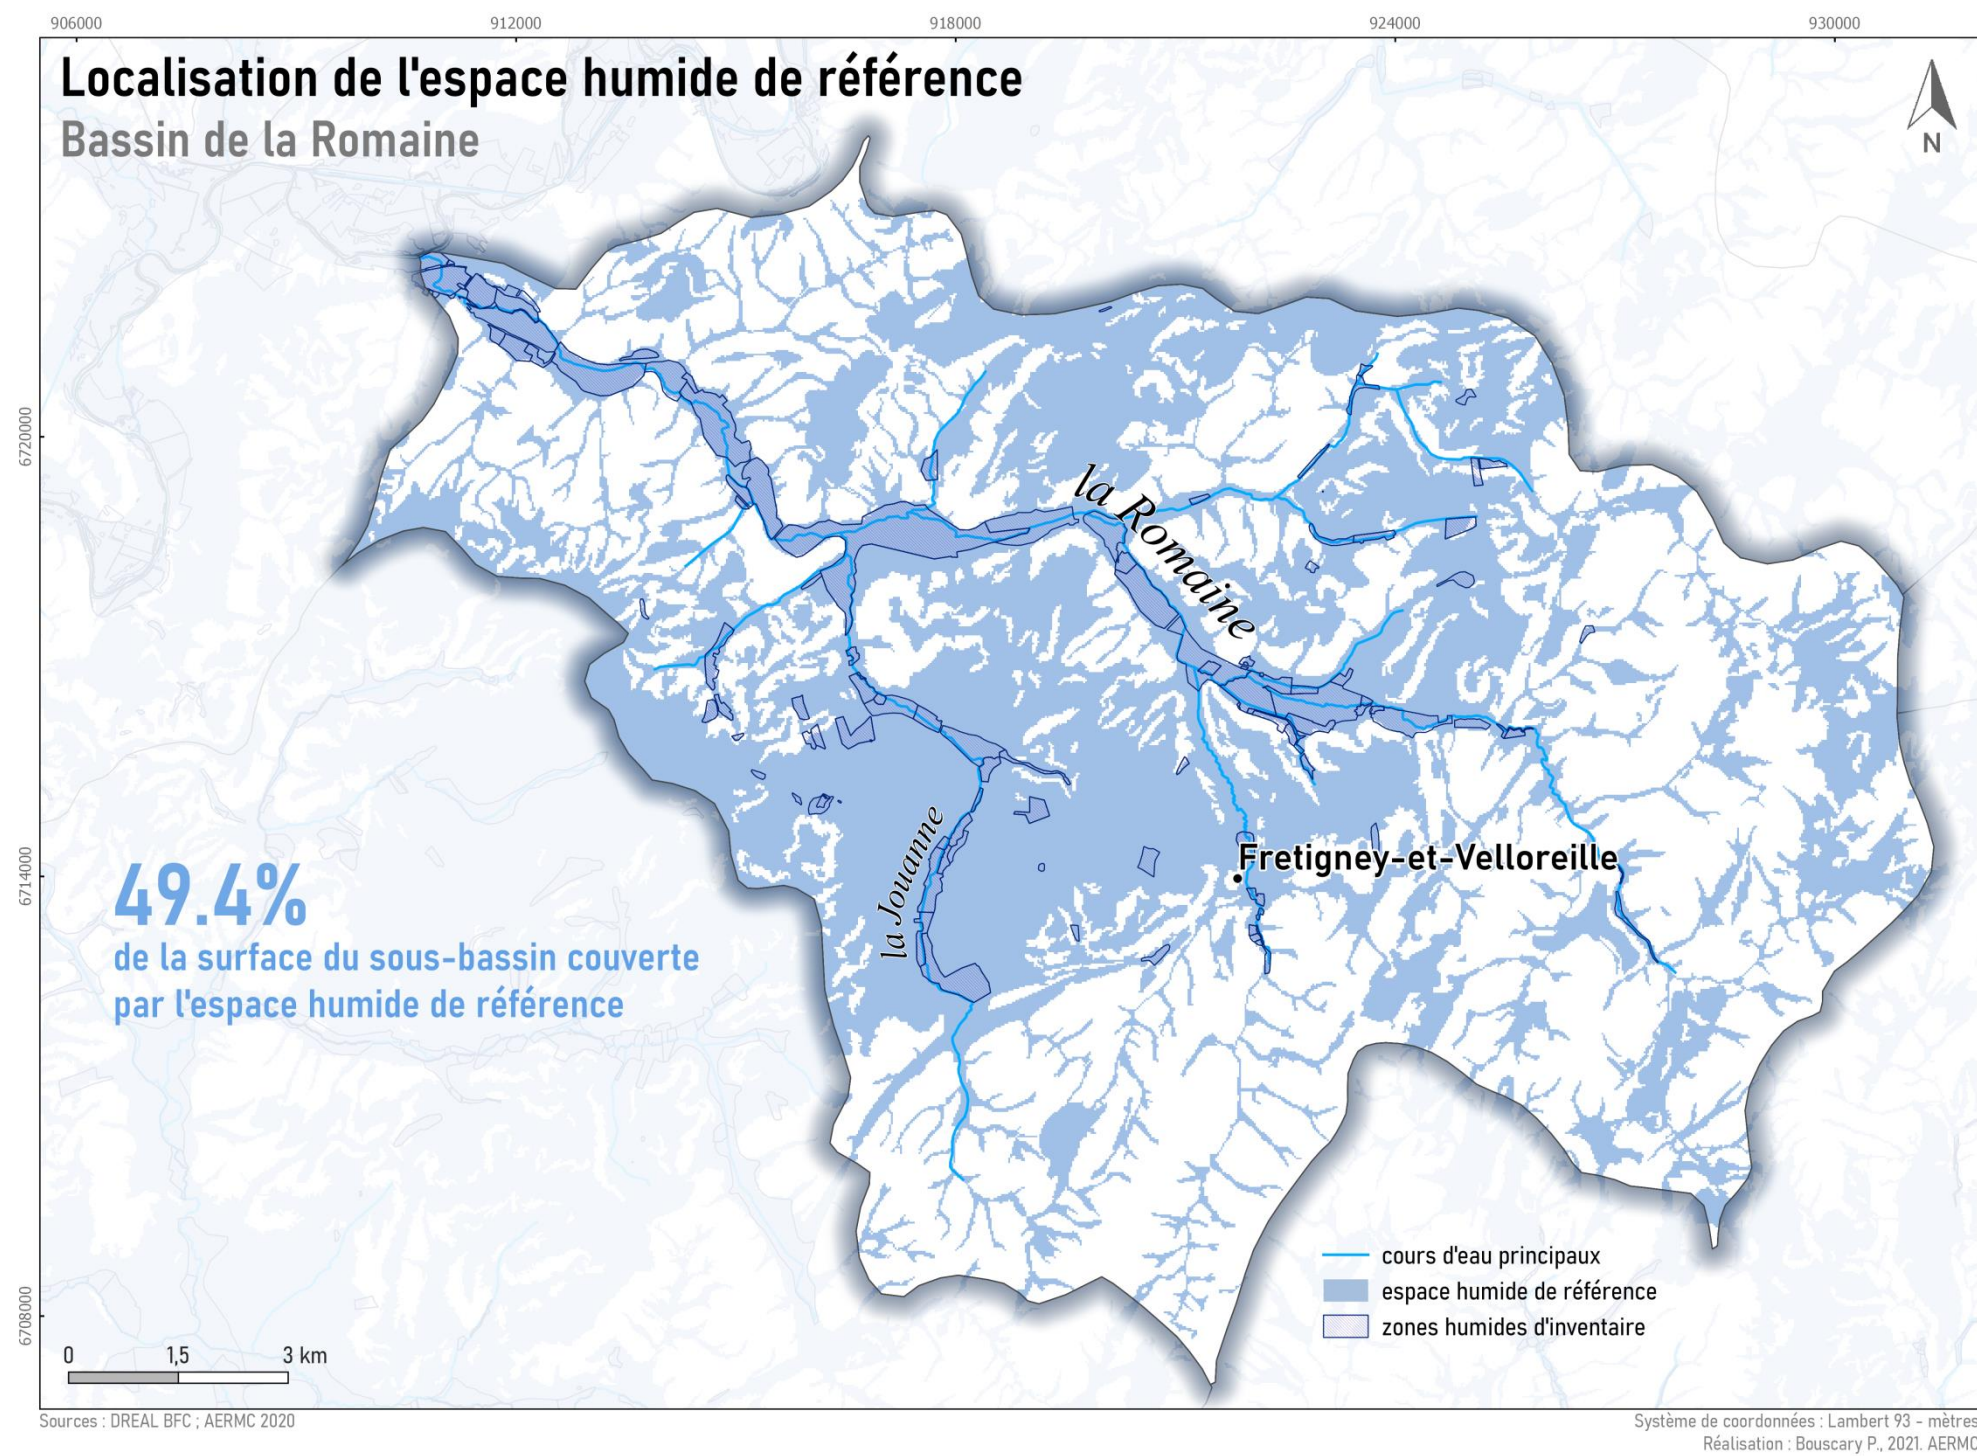 906000 912000 918000 924000 930000
Localisation de l'espace humide de référence
Bassin de la Romaine
N
6720000
la Romaine
la Jouanne
Fretigney-et-Velloreille
6714000
49.4%
de la surface du sous-bassin couverte
par l'espace humide de référence
cours d'eau principaux
espace humide de référence
zones humides d'inventaire
6708000
0 1,5 3 km
Sources : DREAL BFC ; AERMC 2020
Système de coordonnées : Lambert 93 - mètres
Réalisation : Bouscary P., 2021. AERMC